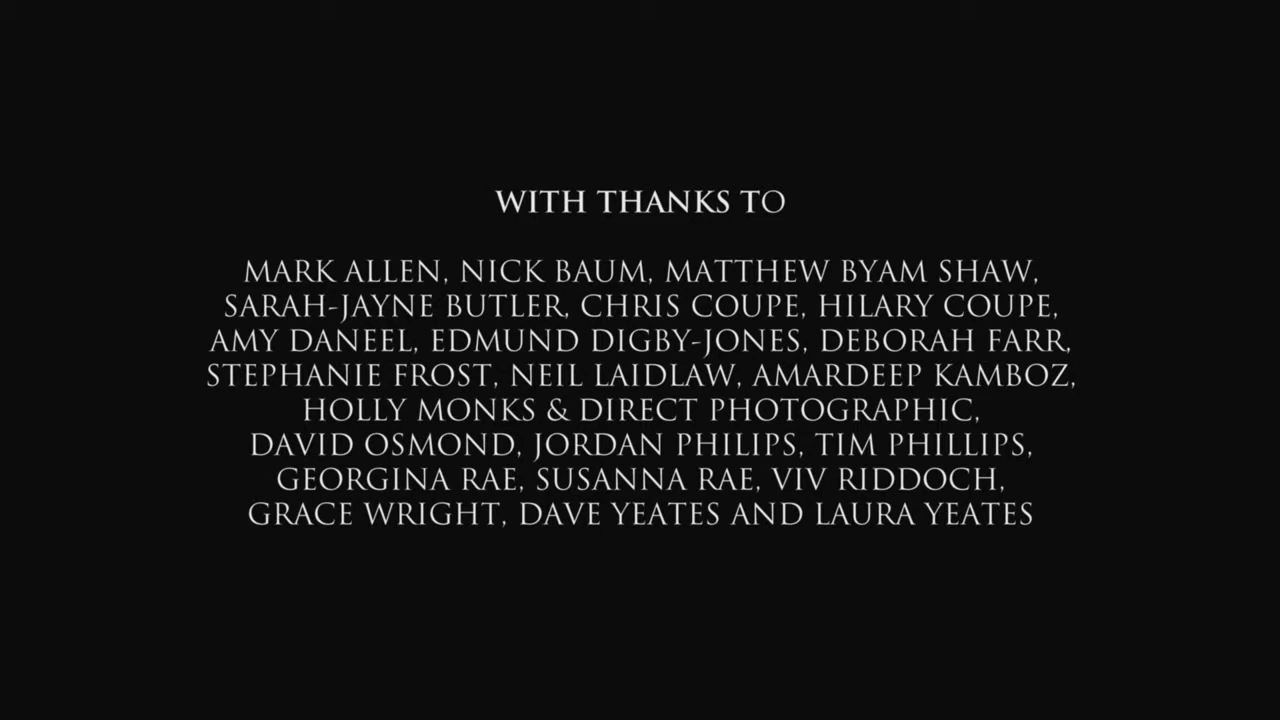 WITH THANKS TO
MARK ALLEN, NICK BAUM, MATTHEW BYAM SHAW,
SARAH-JAYNE BUTLER, CHRIS COUPE, HILARY COUPE,
AMY DANEEL, EDMUND DIGBY-JONES, DEBORAH FARR,
STEPHANIE FROST, NEIL LAIDLAW, AMARDEEP KAMBOZ,
HOLLY MONKS & DIRECT PHOTOGRAPHIC,
DAVID OSMOND, JORDAN PHILIPS, TIM PHILLIPS,
GEORGINA RAE, SUSANNA RAE, VIV RIDDOCH,
GRACE WRIGHT, DAVE YEATES AND LAURA YEATES